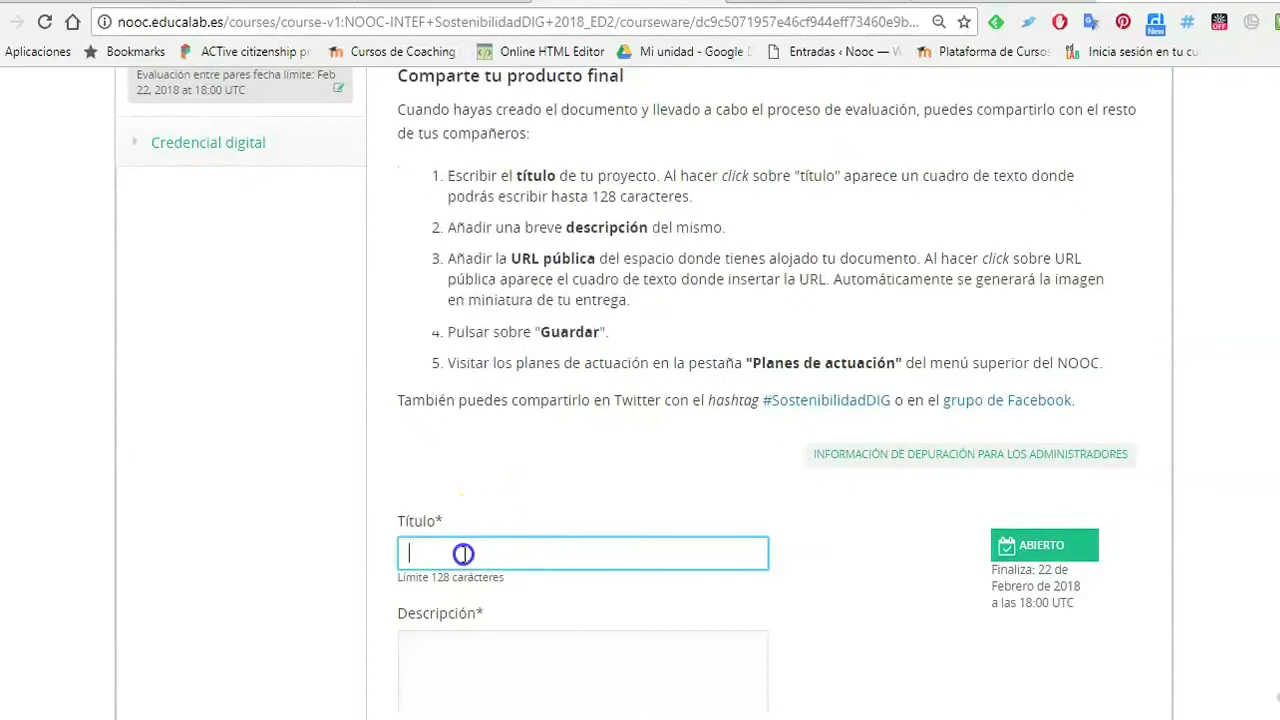 nooc.educalab.es/courses/course-v1:NOOC-INTEF+SostenibilidadDIG+2018_ED2/courseware/dc9c5071957e46cf944eff73460e9b...
New
OFF
Aplicaciones Bookmarks ACTive citizenship pr Cursos de Coaching Online HTML Editor Mi unidad - Google Entradas ‹ Nooc — W Plataforma de Cursos Inicia sesión en tu cu
Evaluación entre pares fecha límite: Feb
22, 2018 at 18:00 UTC
Credencial digital
Comparte tu producto final
Cuando hayas creado el documento y llevado a cabo el proceso de evaluación, puedes compartirlo con el resto
de tus compañeros:
1. Escribir el título de tu proyecto. Al hacer click sobre "título" aparece un cuadro de texto donde
podrás escribir hasta 128 caracteres.
2. Añadir una breve descripción del mismo.
3. Añadir la URL pública del espacio donde tienes alojado tu documento. Al hacer click sobre URL
pública aparece el cuadro de texto donde insertar la URL. Automáticamente se generará la imagen
en miniatura de tu entrega.
4. Pulsar sobre "Guardar".
5. Visitar los planes de actuación en la pestaña "Planes de actuación" del menú superior del NOOC.
También puedes compartirlo en Twitter con el hashtag #SostenibilidadDIG o en el grupo de Facebook.
INFORMACIÓN DE DEPURACIÓN PARA LOS ADMINISTRADORES
Título*
Límite 128 carácteres
Descripción*
ABIERTO
Finaliza: 22 de
Febrero de 2018
a las 18:00 UTC